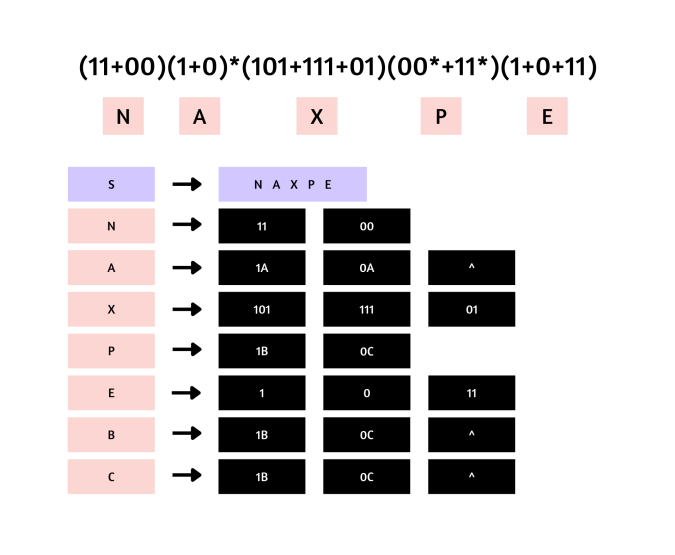 (11+00)(1+0)*(101+111+01)(00*+11*)(1+0+11)
N A X P E
S → N A X P E
N → 11 00
A → 1A 0A ^
X → 101 111 01
P → 1B 0C
E → 1 0 11
B → 1B 0C ^
C → 1B 0C ^